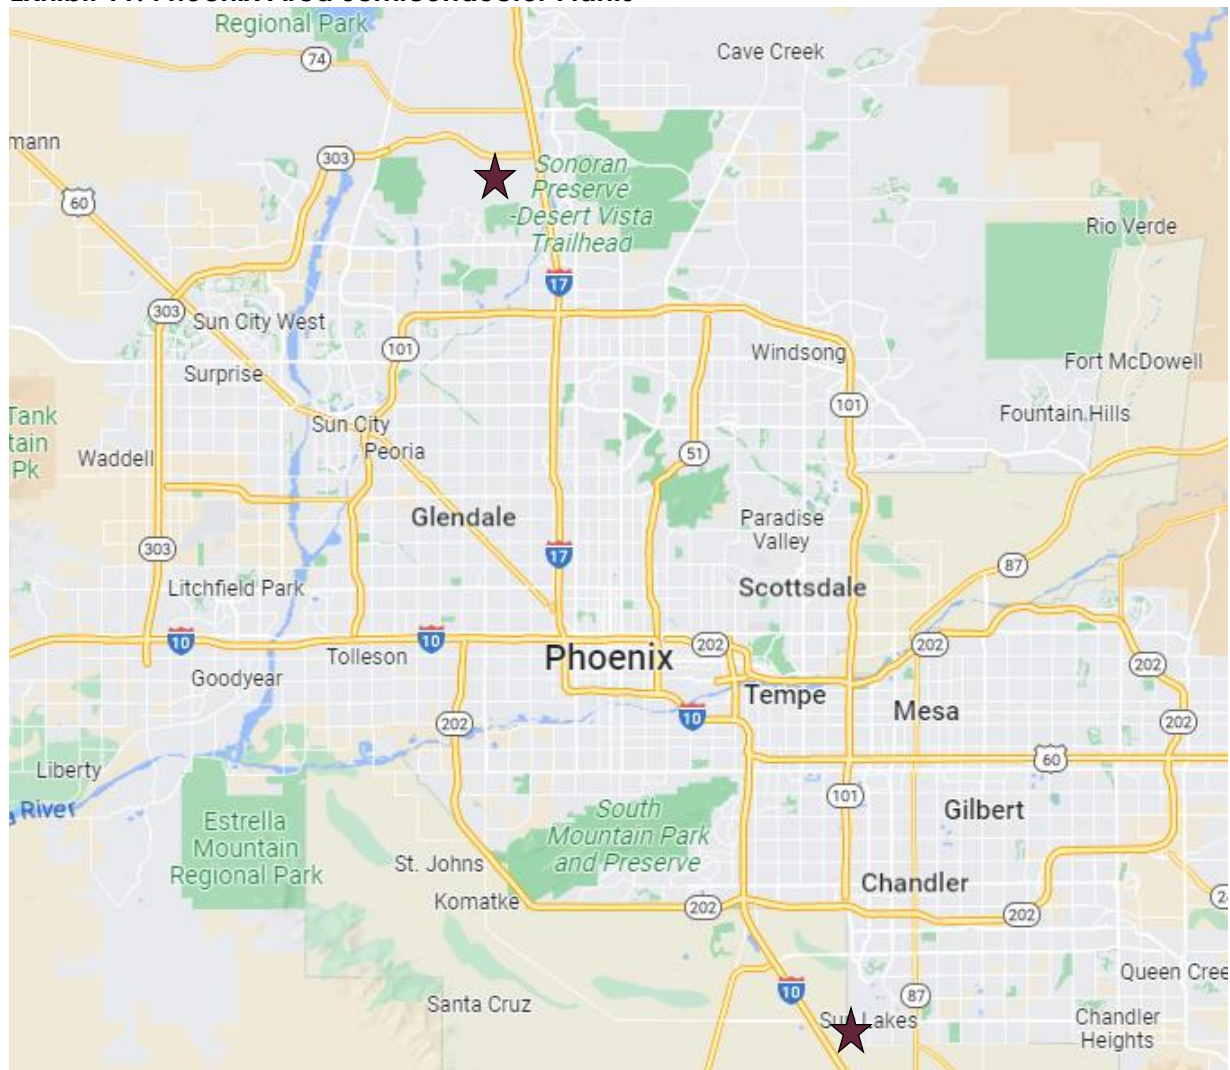 Regional Park
74
Cave Creek
mann
303
60
Sonoran
Preserve
-Desert Vista
Trailhead
Rio Verde
17
303
Sun City West
101
Windsong
Surprise
Fort McDowell
101
Fountain Hills
Tank
tain
Pk
Sun City
Peoria
Waddell
51
Glendale
Paradise
Valley
303
17
87
Litchfield Park
Scottsdale
10
10
Phoenix
202
202
Tolleson
202
Goodyear
Tempe
Mesa
202
10
202
60
Liberty
101
River
Gilbert
South
Mountain Park
and Preserve
Estrella
Mountain
Regional Park
St. Johns
Chandler
Komatke
202
202
Queen Cree
10
87
Santa Cruz
Lakes
Chandler
Heights